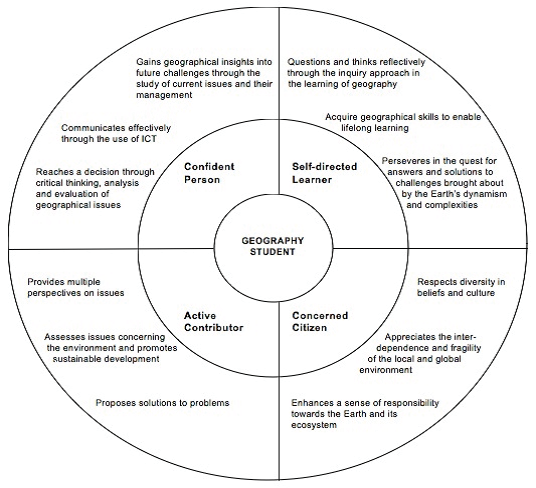 Gains geographical insights into
future challenges through the
study of current issues and their
management
Communicates effectively
through the use of ICT
Reaches a decision through
critical thinking, analysis
and evaluation of
geographical issues
Confident
Person
Questions and thinks reflectively
through the inquiry approach in
the learning of geography
Acquire geographical skills to enable
lifelong learning
Perseveres in the quest for
answers and solutions to
challenges brought about
by the Earth's dynamism
and complexities
Self-directed
Learner
GEOGRAPHY
STUDENT
Provides multiple
perspectives on issues
Assesses issues concerning
the environment and promotes
sustainable development
Proposes solutions to problems
Active
Contributor
Concerned
Citizen
Respects diversity in
beliefs and culture
Appreciates the inter-
dependence and fragility
of the local and global
environment
Enhances a sense of responsibility
towards the Earth and its
ecosystem